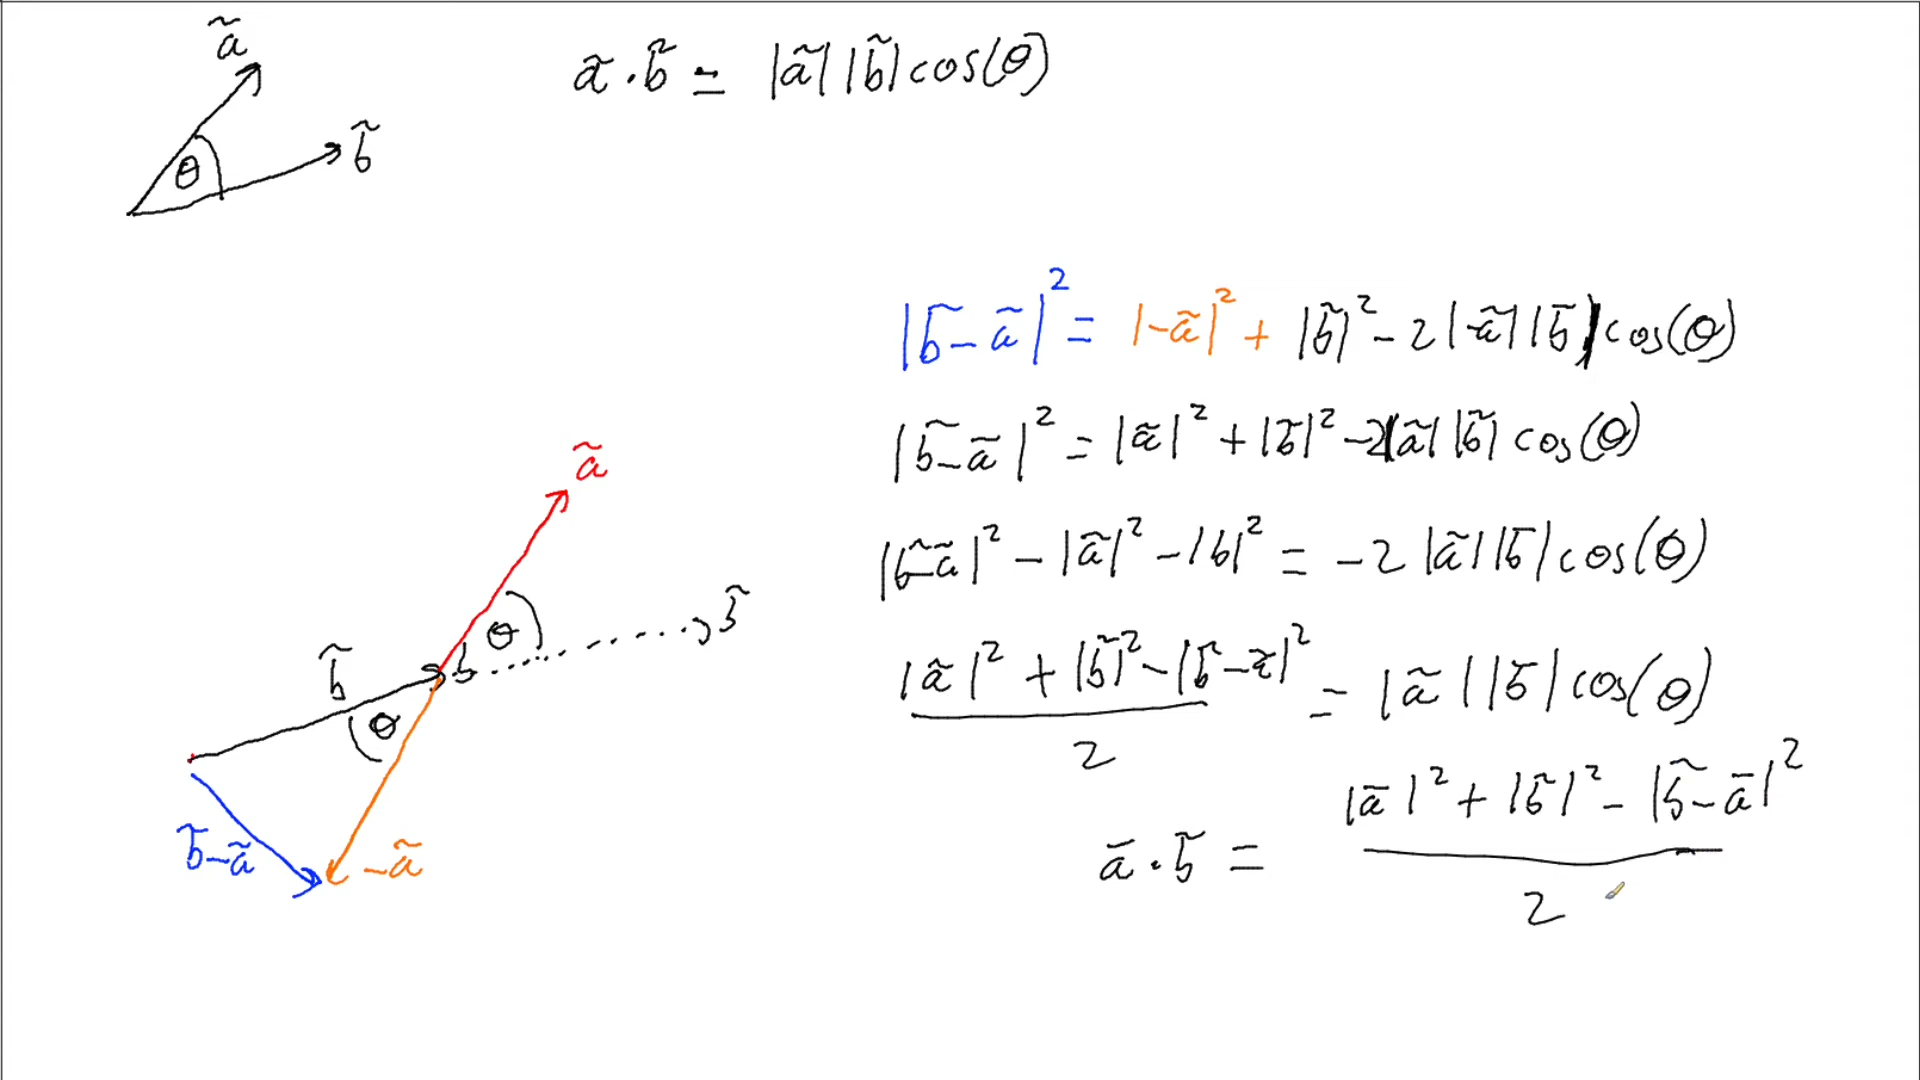 ã
b̃
θ
ã · b̃ = |ã| |b̃| cos(θ)
|b̃ - ã|² = |-ã|² + |b̃|² - 2 |-ã| |b̃| cos(θ)
|b̃ - ã|² = |ã|² + |b̃|² - 2|ã| |b̃| cos(θ)
|b̃ - ã|² - |ã|² - |b|² = -2 |ã| |b̃| cos(θ)
(|ã|² + |b̃|² - |b̃ - ã|²) / 2 = |ã| |b̃| cos(θ)
ã · b̃ = (|ã|² + |b̃|² - |b̃ - ã|²) / 2
ã
θ
b̃
b̃
θ
b̃ - ã
-ã